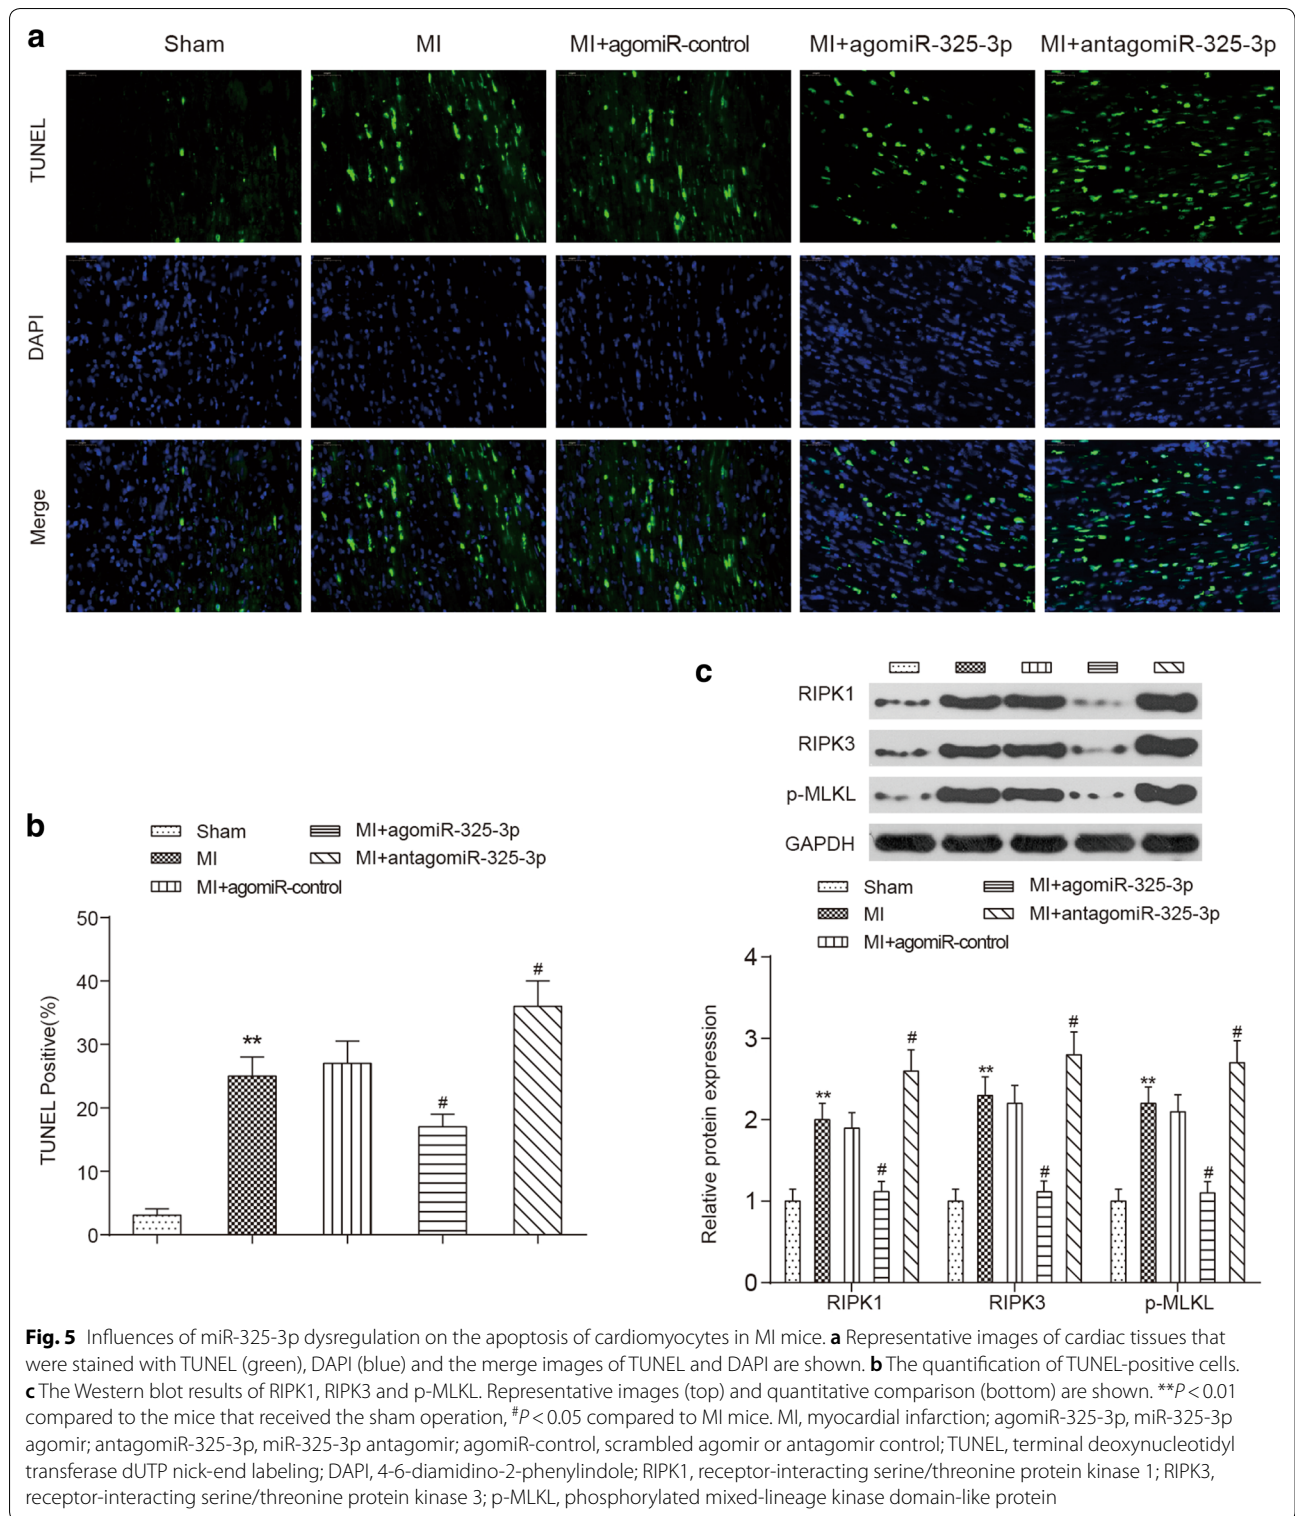 a
Sham MI MI+agomiR-control MI+agomiR-325-3p MI+antagomiR-325-3p
TUNEL
DAPI
Merge
b
Sham MI+agomiR-325-3p
MI MI+antagomiR-325-3p
MI+agomiR-control
TUNEL Positive(%)
50
40
30
20
10
0
**
#
#
c
RIPK1
RIPK3
p-MLKL
GAPDH
Sham MI+agomiR-325-3p
MI MI+antagomiR-325-3p
MI+agomiR-control
Relative protein expression
4
3
2
1
0
** # #
** # #
** # #
RIPK1 RIPK3 p-MLKL
Fig. 5 Influences of miR-325-3p dysregulation on the apoptosis of cardiomyocytes in MI mice. a Representative images of cardiac tissues that
were stained with TUNEL (green), DAPI (blue) and the merge images of TUNEL and DAPI are shown. b The quantification of TUNEL-positive cells.
c The Western blot results of RIPK1, RIPK3 and p-MLKL. Representative images (top) and quantitative comparison (bottom) are shown. **P < 0.01
compared to the mice that received the sham operation, #P < 0.05 compared to MI mice. MI, myocardial infarction; agomiR-325-3p, miR-325-3p
agomir; antagomiR-325-3p, miR-325-3p antagomir; agomiR-control, scrambled agomir or antagomir control; TUNEL, terminal deoxynucleotidyl
transferase dUTP nick-end labeling; DAPI, 4-6-diamidino-2-phenylindole; RIPK1, receptor-interacting serine/threonine protein kinase 1; RIPK3,
receptor-interacting serine/threonine protein kinase 3; p-MLKL, phosphorylated mixed-lineage kinase domain-like protein